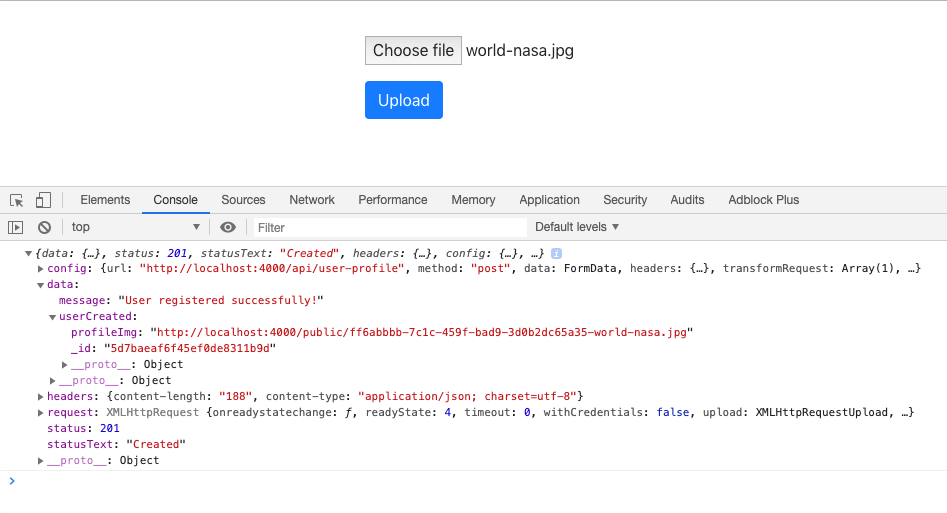 Choose file world-nasa.jpg
Upload
Elements Console Sources Network Performance Memory Application Security Audits Adblock Plus
top Filter Default levels
{data: {…}, status: 201, statusText: "Created", headers: {…}, config: {…}, …} i
config: {url: "http://localhost:4000/api/user-profile", method: "post", data: FormData, headers: {…}, transformRequest: Array(1), …}
data:
message: "User registered successfully!"
userCreated:
profileImg: "http://localhost:4000/public/ff6abbbb-7c1c-459f-bad9-3d0b2dc65a35-world-nasa.jpg"
_id: "5d7baeaf6f45ef0de8311b9d"
__proto__: Object
__proto__: Object
headers: {content-length: "188", content-type: "application/json; charset=utf-8"}
request: XMLHttpRequest {onreadystatechange: ƒ, readyState: 4, timeout: 0, withCredentials: false, upload: XMLHttpRequestUpload, …}
status: 201
statusText: "Created"
__proto__: Object